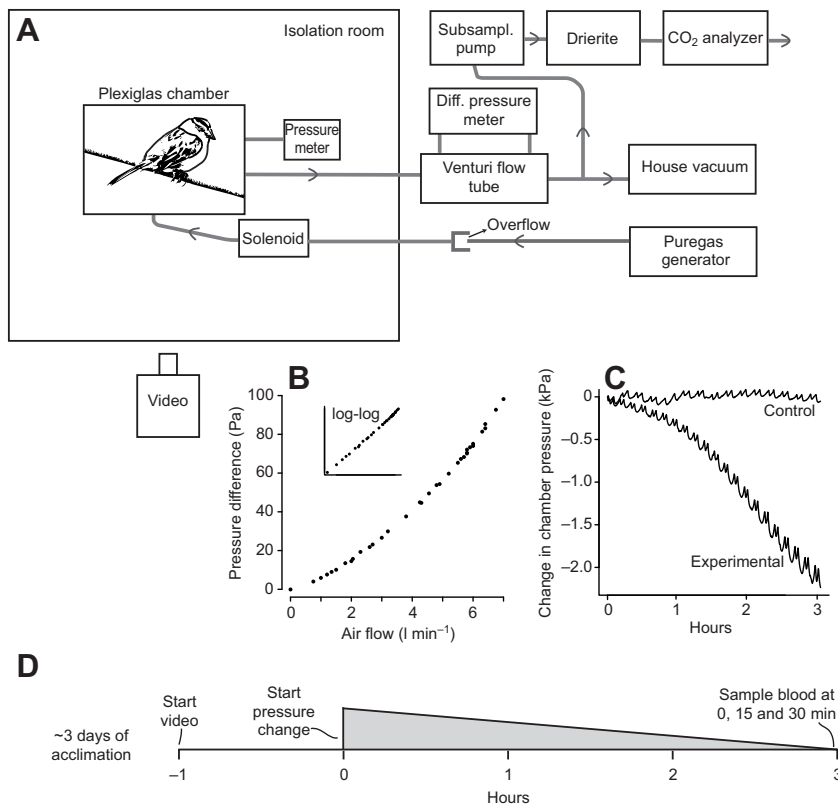 A
Isolation room
Plexiglas chamber
Pressure
meter
Solenoid
Subsampl.
pump
Drierite
CO₂ analyzer
Diff. pressure
meter
Venturi flow
tube
House vacuum
Overflow
Puregas
generator
Video
B
Pressure difference (Pa)
100
80
60
40
20
0
log-log
0
2
4
6
Air flow (l min⁻¹)
C
Change in chamber pressure (kPa)
0
–0.5
–1.0
–1.5
–2.0
Control
Experimental
0
1
2
3
Hours
D
~3 days of
acclimation
Start
video
Start
pressure
change
Sample blood at
0, 15 and 30 min
–1
0
1
2
3
Hours